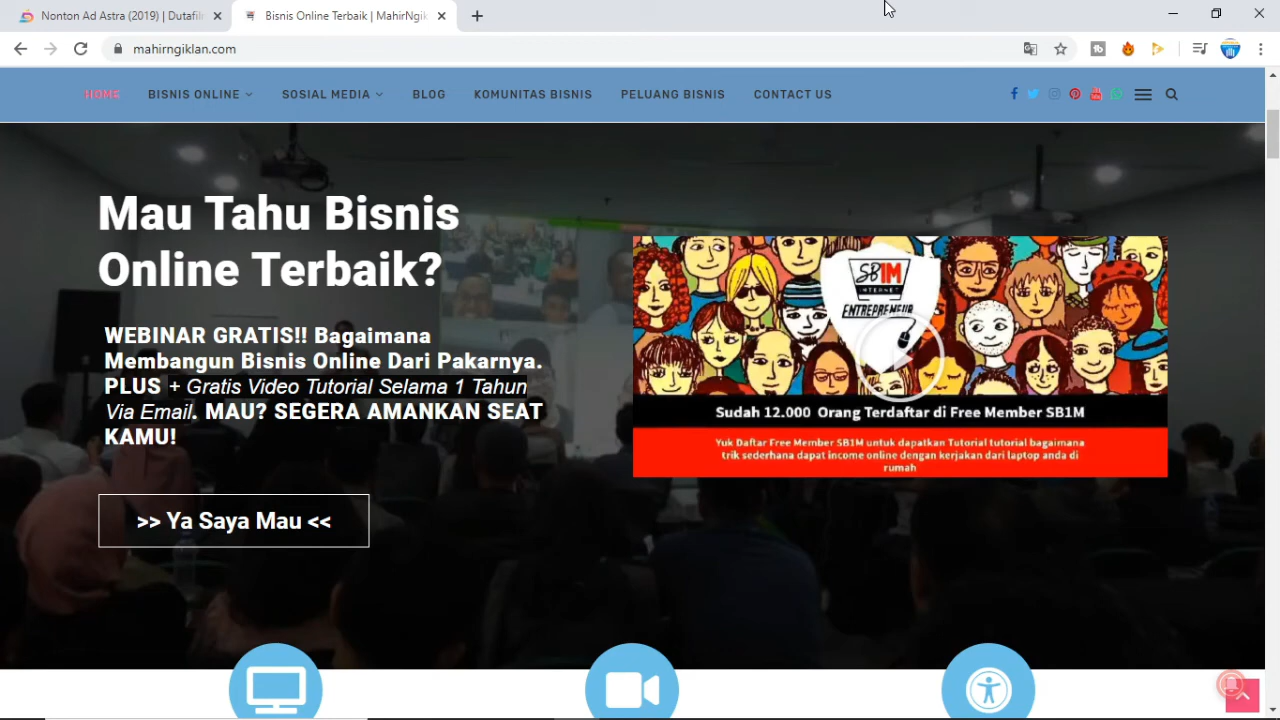 Nonton Ad Astra (2019) | Dutafil
Bisnis Online Terbaik | MahirNgik
mahirngiklan.com
HOME BISNIS ONLINE SOSIAL MEDIA BLOG KOMUNITAS BISNIS PELUANG BISNIS CONTACT US
Mau Tahu Bisnis
Online Terbaik?
WEBINAR GRATIS!! Bagaimana
Membangun Bisnis Online Dari Pakarnya.
PLUS + Gratis Video Tutorial Selama 1 Tahun
Via Email. MAU? SEGERA AMANKAN SEAT
KAMU!
>> Ya Saya Mau <<
SB1M
INTERNET
ENTREPRENEUR
Sudah 12.000 Orang Terdaftar di Free Member SB1M
Yuk Daftar Free Member SB1M untuk dapatkan Tutorial tutorial bagaimana
trik sederhana dapat income online dengan kerjakan dari laptop anda di
rumah